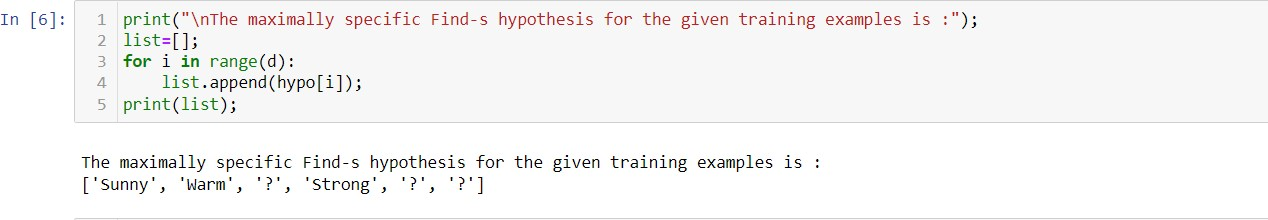 In [6]:
1 print("\nThe maximally specific Find-s hypothesis for the given training examples is :");
2 list=[];
3 for i in range(d):
4     list.append(hypo[i]);
5 print(list);
The maximally specific Find-s hypothesis for the given training examples is :
['Sunny', 'Warm', '?', 'Strong', '?', '?']